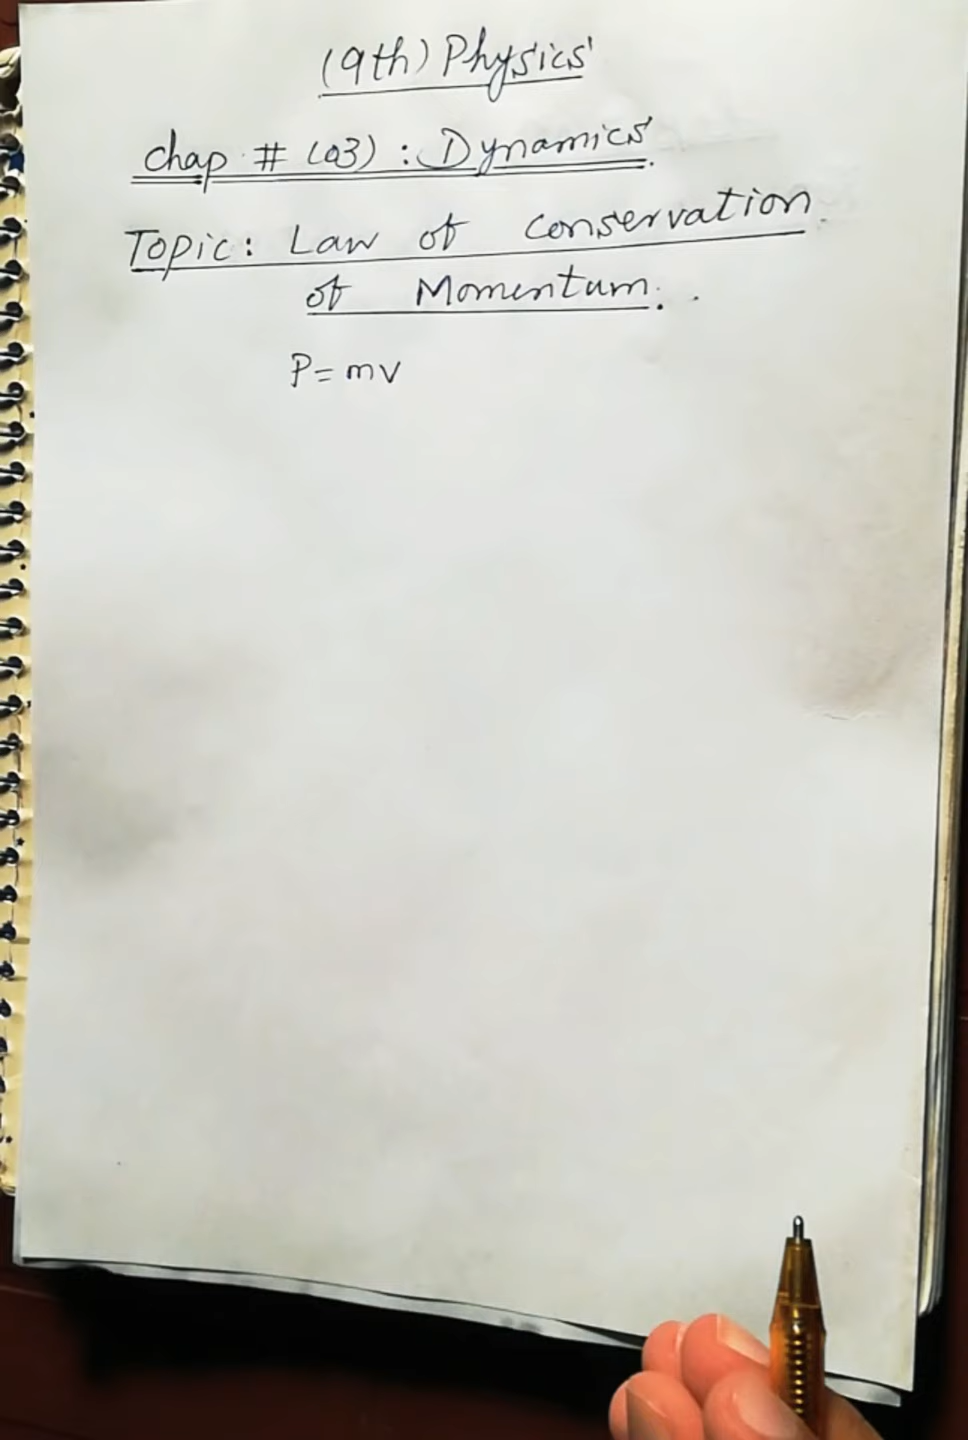 (9th) Physics
Chap # (03) : Dynamics.
Topic: Law of Conservation
of Momentum.
P = mv